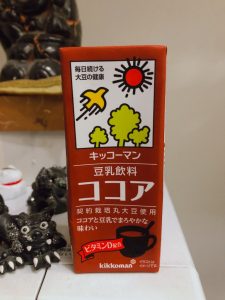 毎日続ける
大豆の健康
キッコーマン
豆乳飲料
ココア
契約栽培丸大豆使用
ココアと豆乳でまろやかな
味わい
ビタミンD配合
kikkoman